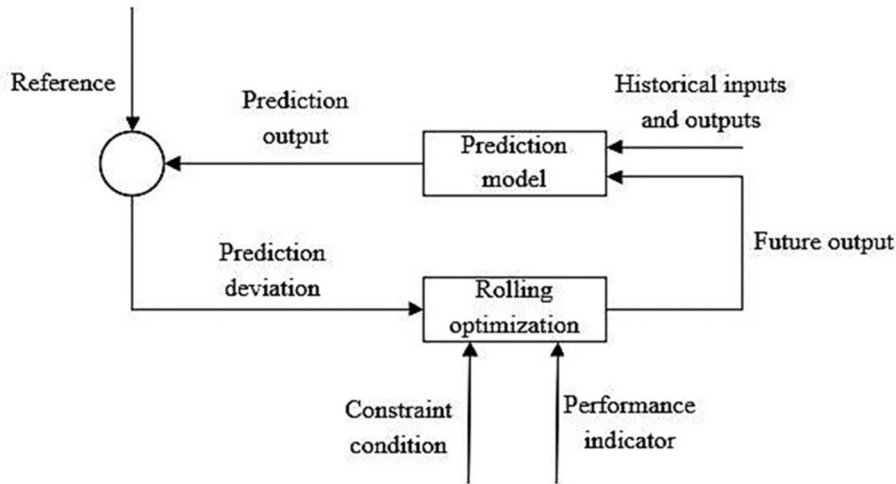 Reference
Prediction
output
Historical inputs
and outputs
Prediction
model
Future output
Prediction
deviation
Rolling
optimization
Constraint
condition
Performance
indicator